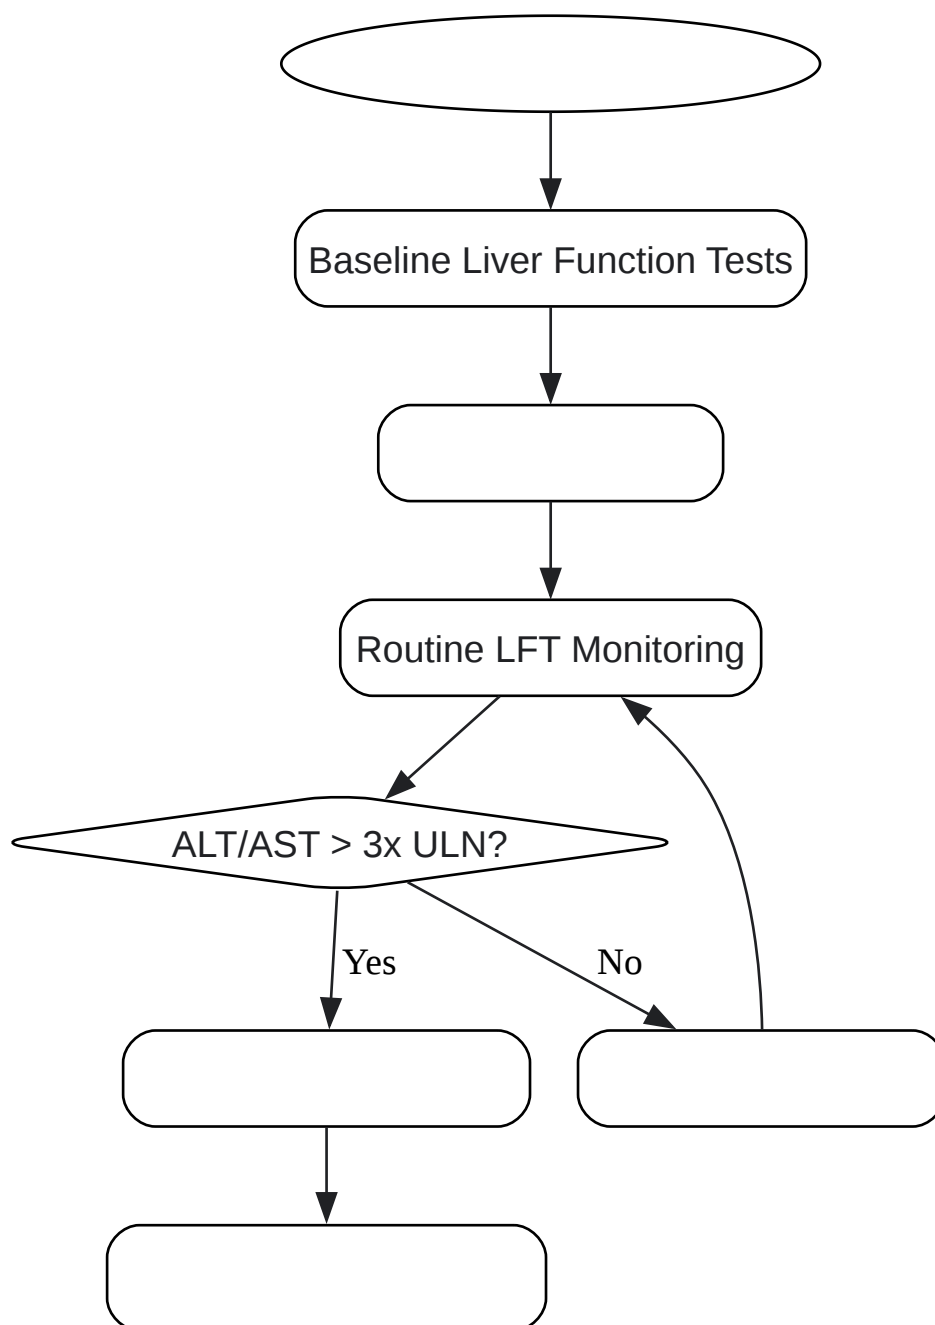 Baseline Liver Function Tests
Routine LFT Monitoring
ALT/AST > 3x ULN?
Yes
No